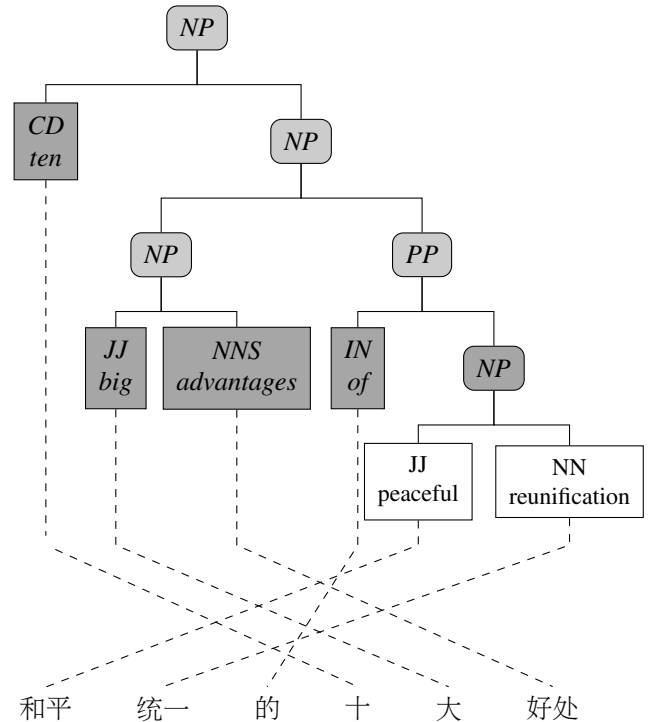 NP
CD
ten
NP
NP
PP
JJ
big
NNS
advantages
IN
of
NP
JJ
peaceful
NN
reunification
和平 统一 的 十 大 好处